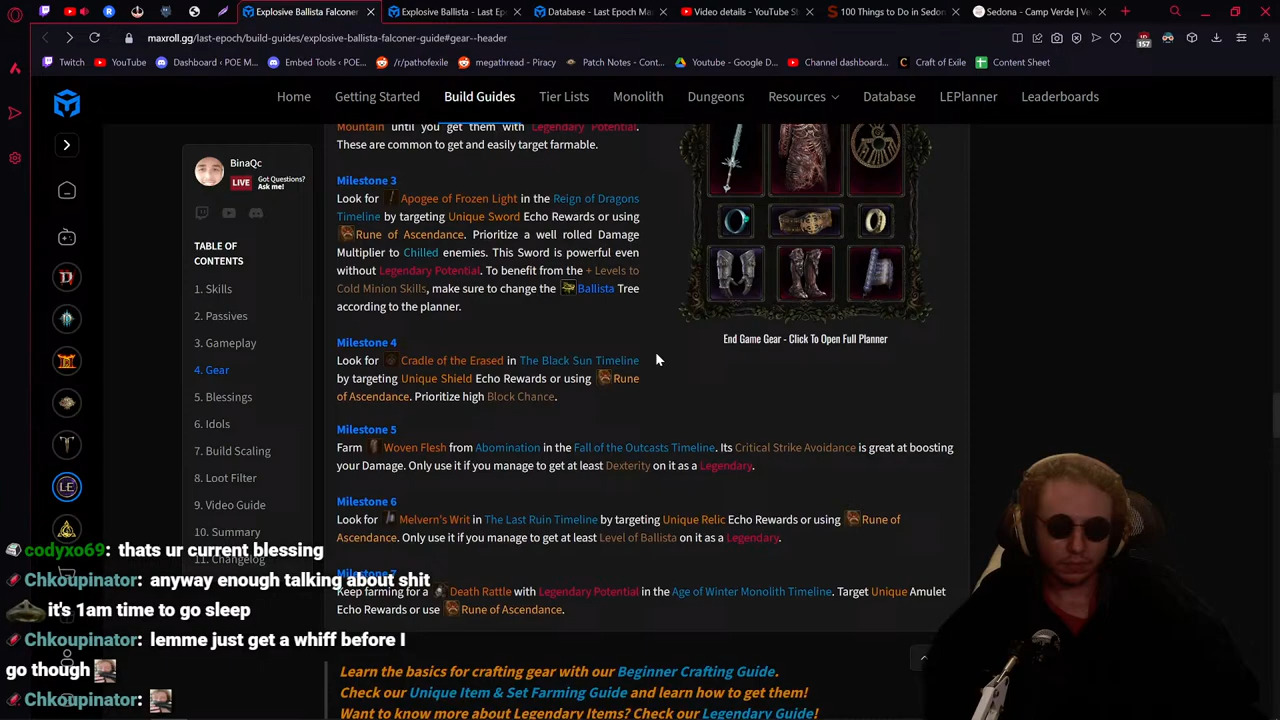 Explosive Ballista Falconer
Explosive Ballista - Last Ep
Database - Last Epoch Ma
Video details - YouTube St
100 Things to Do in Sedon
Sedona - Camp Verde | Ve
maxroll.gg/last-epoch/build-guides/explosive-ballista-falconer-guide#gear--header
157
Twitch
YouTube
Dashboard ‹ POE M...
Embed Tools ‹ POE...
/r/pathofexile
megathread - Piracy
Patch Notes - Cont...
Youtube - Google D...
Channel dashboard...
Craft of Exile
Content Sheet
Home
Getting Started
Build Guides
Tier Lists
Monolith
Dungeons
Resources
Database
LEPlanner
Leaderboards
BinaQc
LIVE
Got Questions?
Ask me!
TABLE OF
CONTENTS
1. Skills
2. Passives
3. Gameplay
4. Gear
5. Blessings
6. Idols
7. Build Scaling
8. Loot Filter
9. Video Guide
10. Summary
11. Changelog
Mountain until you get them with Legendary Potential.
These are common to get and easily target farmable.
Milestone 3
Look for Apogee of Frozen Light in the Reign of Dragons
Timeline by targeting Unique Sword Echo Rewards or using
Rune of Ascendance. Prioritize a well rolled Damage
Multiplier to Chilled enemies. This Sword is powerful even
without Legendary Potential. To benefit from the + Levels to
Cold Minion Skills, make sure to change the Ballista Tree
according to the planner.
End Game Gear - Click To Open Full Planner
Milestone 4
Look for Cradle of the Erased in The Black Sun Timeline
by targeting Unique Shield Echo Rewards or using Rune
of Ascendance. Prioritize high Block Chance.
Milestone 5
Farm Woven Flesh from Abomination in the Fall of the Outcasts Timeline. Its Critical Strike Avoidance is great at boosting
your Damage. Only use it if you manage to get at least Dexterity on it as a Legendary.
Milestone 6
Look for Melvern's Writ in The Last Ruin Timeline by targeting Unique Relic Echo Rewards or using Rune of
Ascendance. Only use it if you manage to get at least Level of Ballista on it as a Legendary.
Milestone 7
Keep farming for a Death Rattle with Legendary Potential in the Age of Winter Monolith Timeline. Target Unique Amulet
Echo Rewards or use Rune of Ascendance.
Learn the basics for crafting gear with our Beginner Crafting Guide.
Check our Unique Item & Set Farming Guide and learn how to get them!
Want to know more about Legendary Items? Check our Legendary Guide!
codyxo69: thats ur current blessing
Chkoupinator: anyway enough talking about shit
it's 1am time to go sleep
Chkoupinator: lemme just get a whiff before I
go though
Chkoupinator: